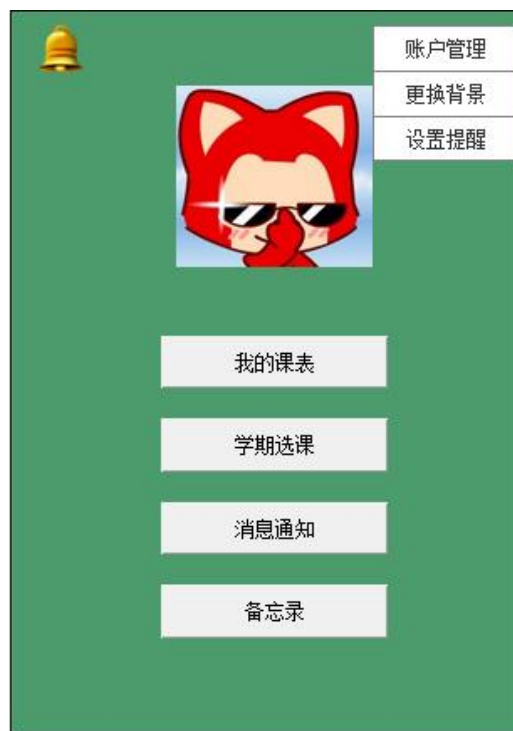 账户管理
更换背景
设置提醒
我的课表
学期选课
消息通知
备忘录